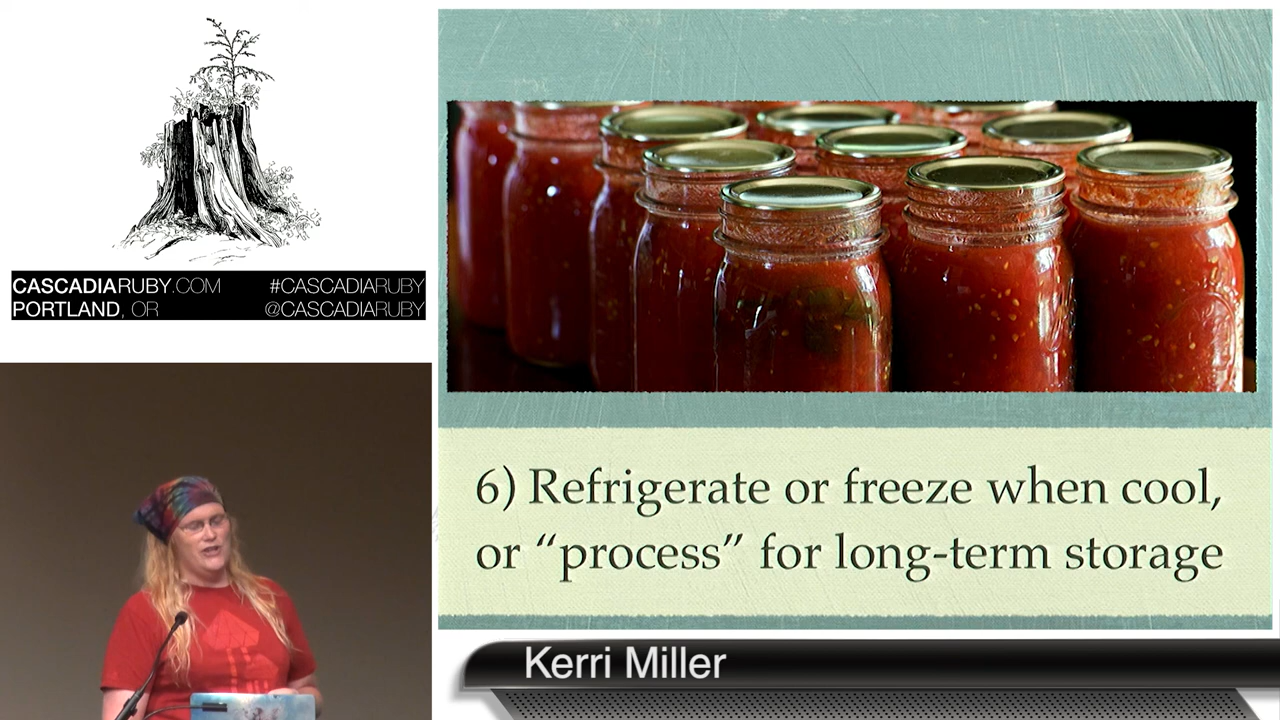 CASCADIARUBY.COM #CASCADIARUBY
PORTLAND, OR @CASCADIARUBY
6) Refrigerate or freeze when cool,
or “process” for long-term storage
Kerri Miller